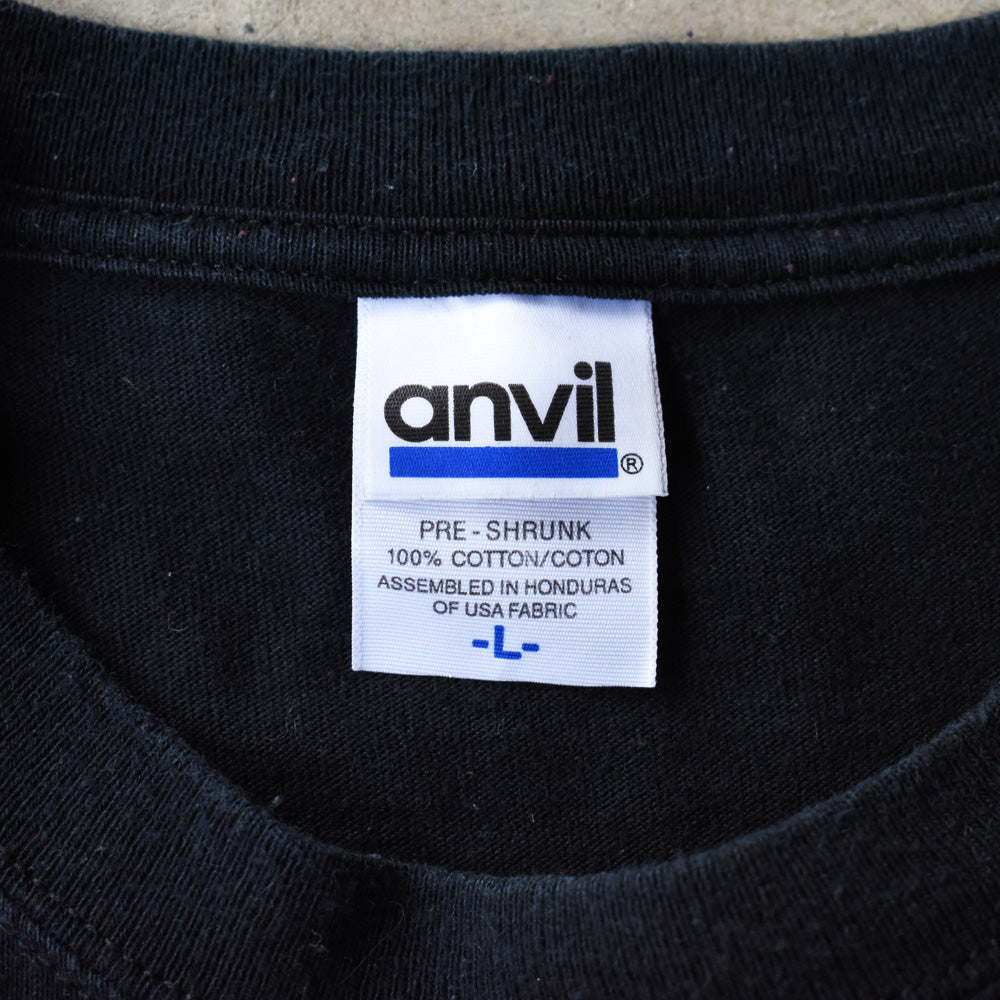 anvil®
PRE-SHRUNK
100% COTTON/COTON
ASSEMBLED IN HONDURAS
OF USA FABRIC
-L-